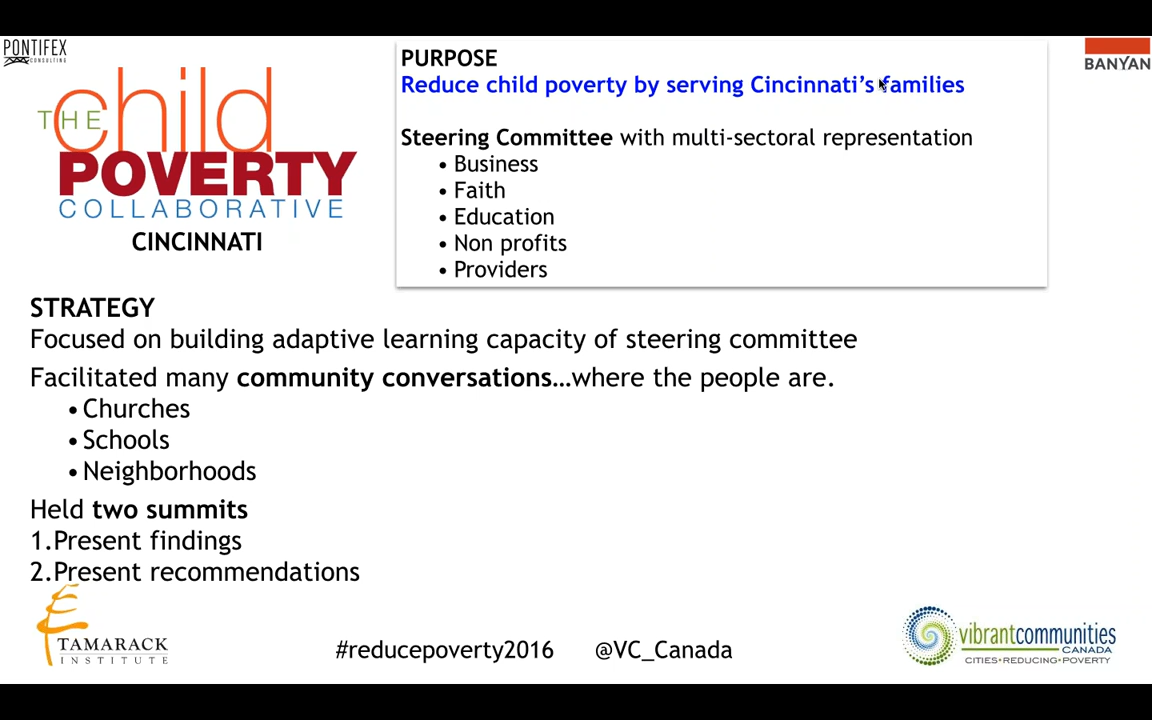 PONTIFEX
CONSULTING
THE child
POVERTY
COLLABORATIVE
CINCINNATI
PURPOSE
Reduce child poverty by serving Cincinnati's families
Steering Committee with multi-sectoral representation
• Business
• Faith
• Education
• Non profits
• Providers
BANYAN
STRATEGY
Focused on building adaptive learning capacity of steering committee
Facilitated many community conversations...where the people are.
• Churches
• Schools
• Neighborhoods
Held two summits
1.Present findings
2.Present recommendations
TAMARACK
INSTITUTE
#reducepoverty2016 @VC_Canada
vibrantcommunities
CANADA
CITIES•REDUCING•POVERTY